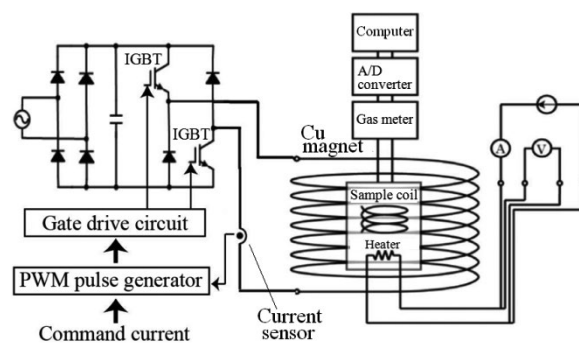 IGBT
IGBT
Gate drive circuit
PWM pulse generator
Command current
Current
sensor
Cu
magnet
Computer
A/D
converter
Gas meter
Sample coil
Heater
A
V